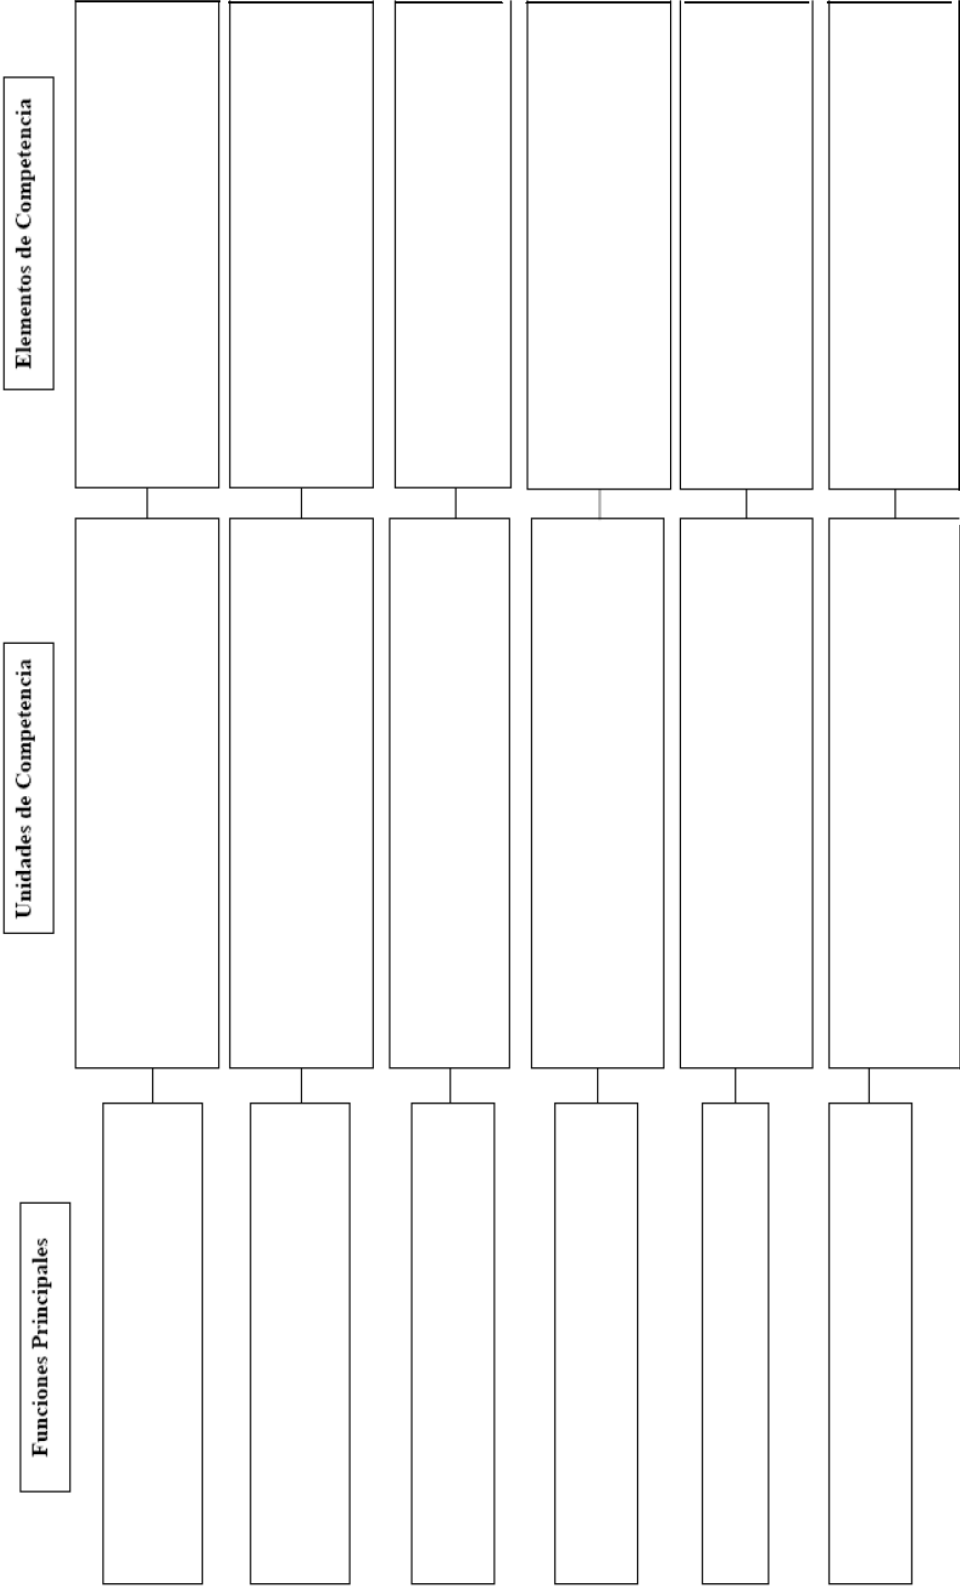 Funciones Principales
Unidades de Competencia
Elementos de Competencia